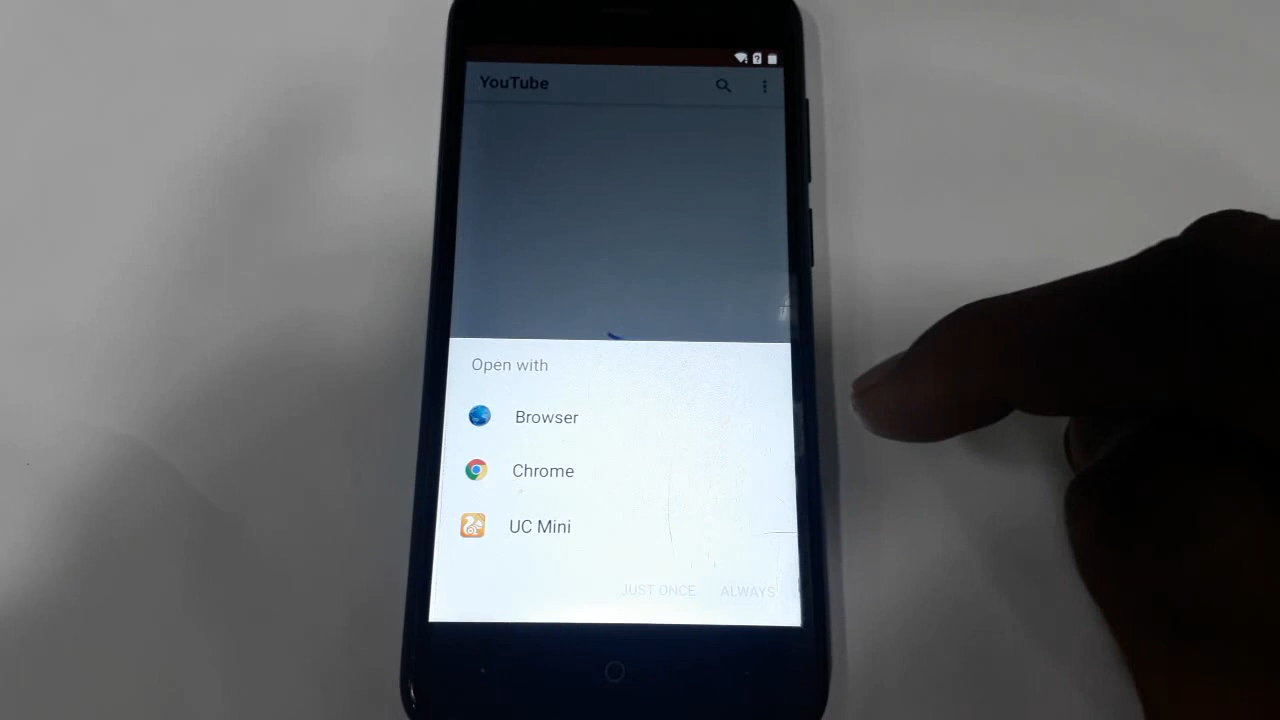 YouTube
Open with
Browser
Chrome
UC Mini
JUST ONCE ALWAYS